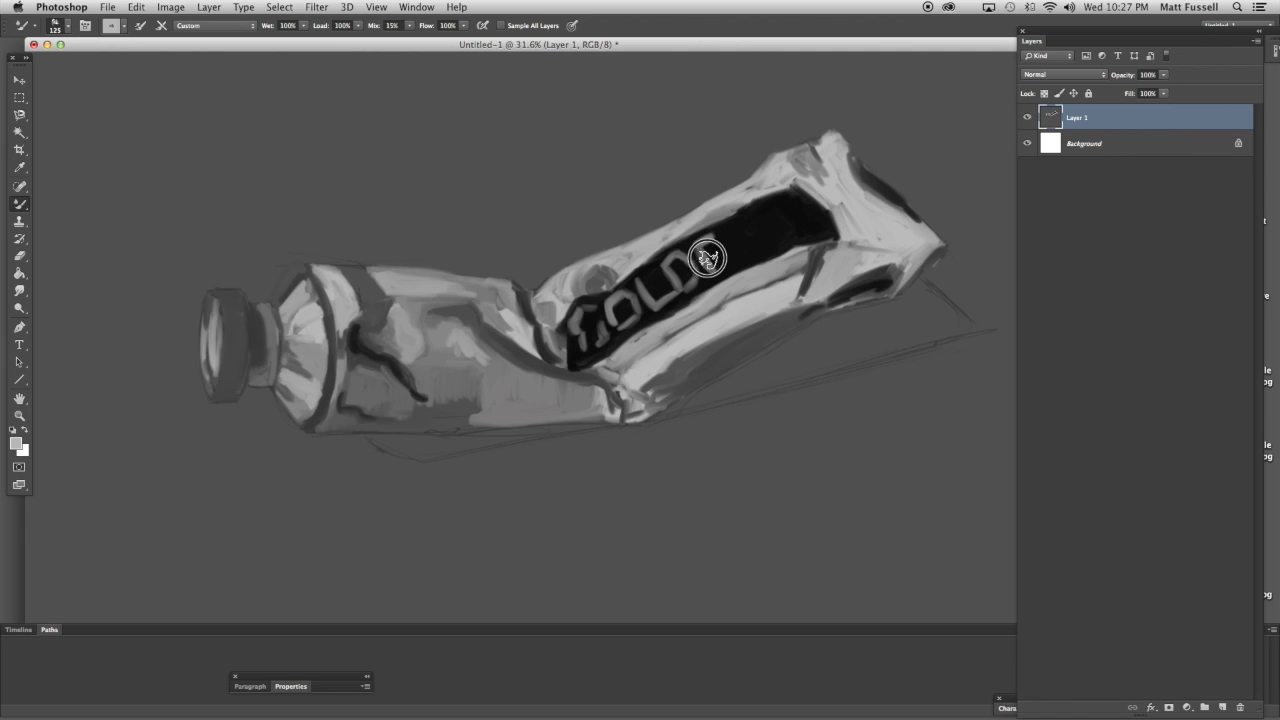 Photoshop File Edit Image Layer Type Select Filter 3D View Window Help Wed 10:27 PM Matt Fussell
125 Custom Wet: 100% Load: 100% Mix: 15% Flow: 100% Sample All Layers
Untitled-1 @ 31.6% (Layer 1, RGB/8) *
Layers
Kind
Normal Opacity: 100%
Lock: Fill: 100%
Layer 1
Background
GOLD
Timeline Paths
Paragraph Properties
Chara